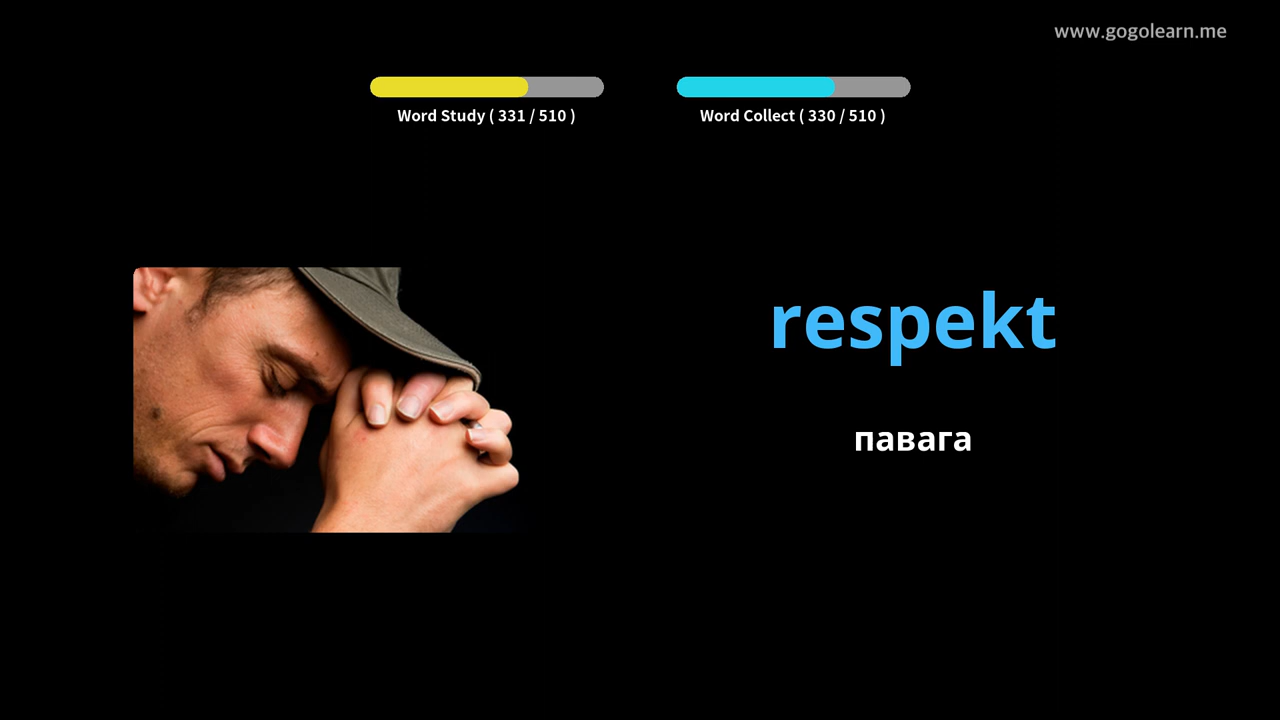 www.gogolearn.me
Word Study ( 331 / 510 )
Word Collect ( 330 / 510 )
respekt
павага